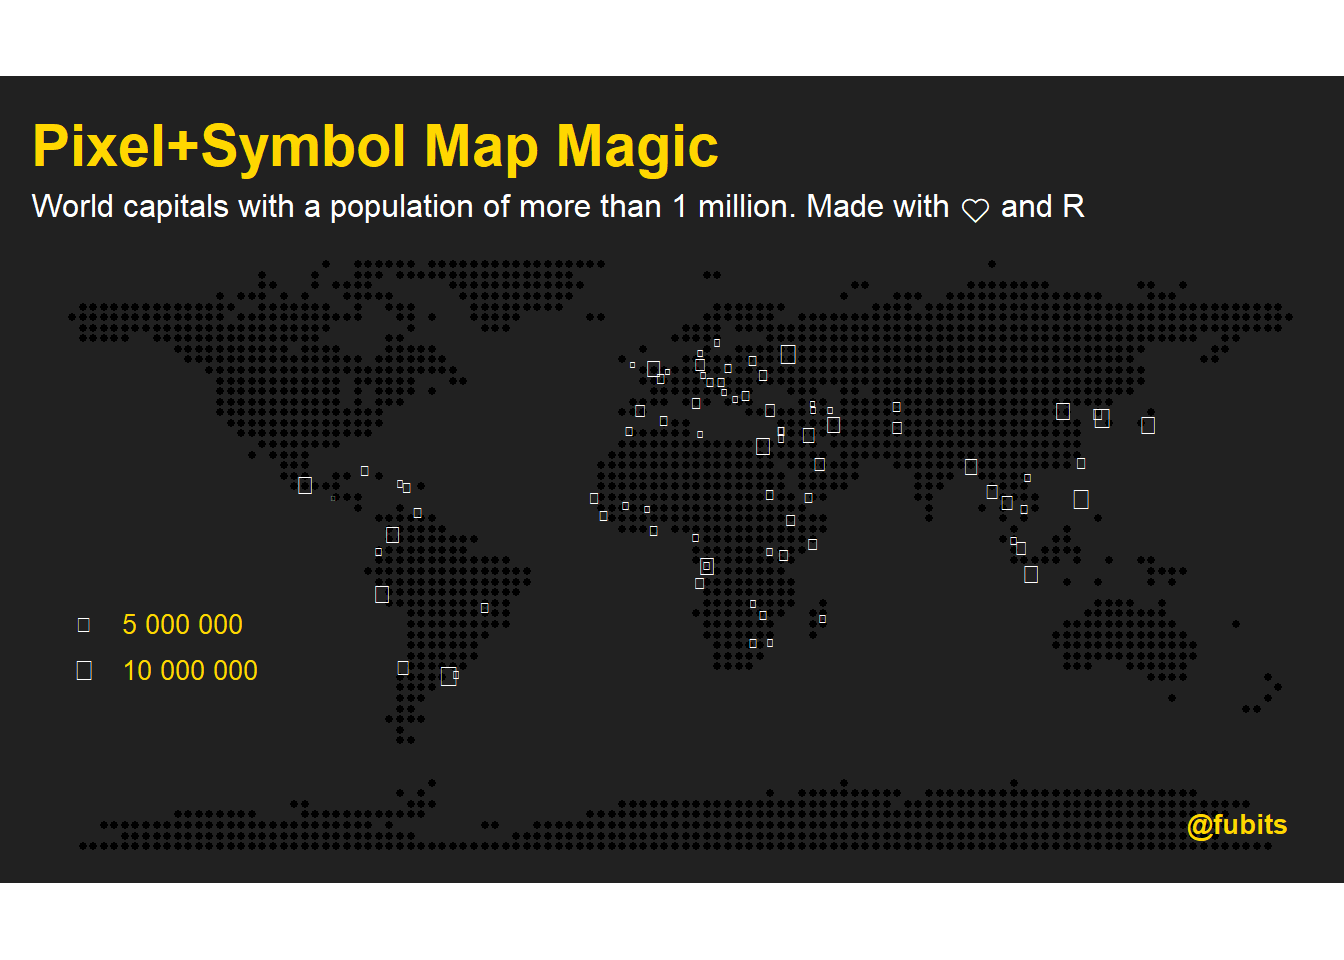 Pixel+Symbol Map Magic
World capitals with a population of more than 1 million. Made with ♡ and R
5 000 000
10 000 000
@fubits